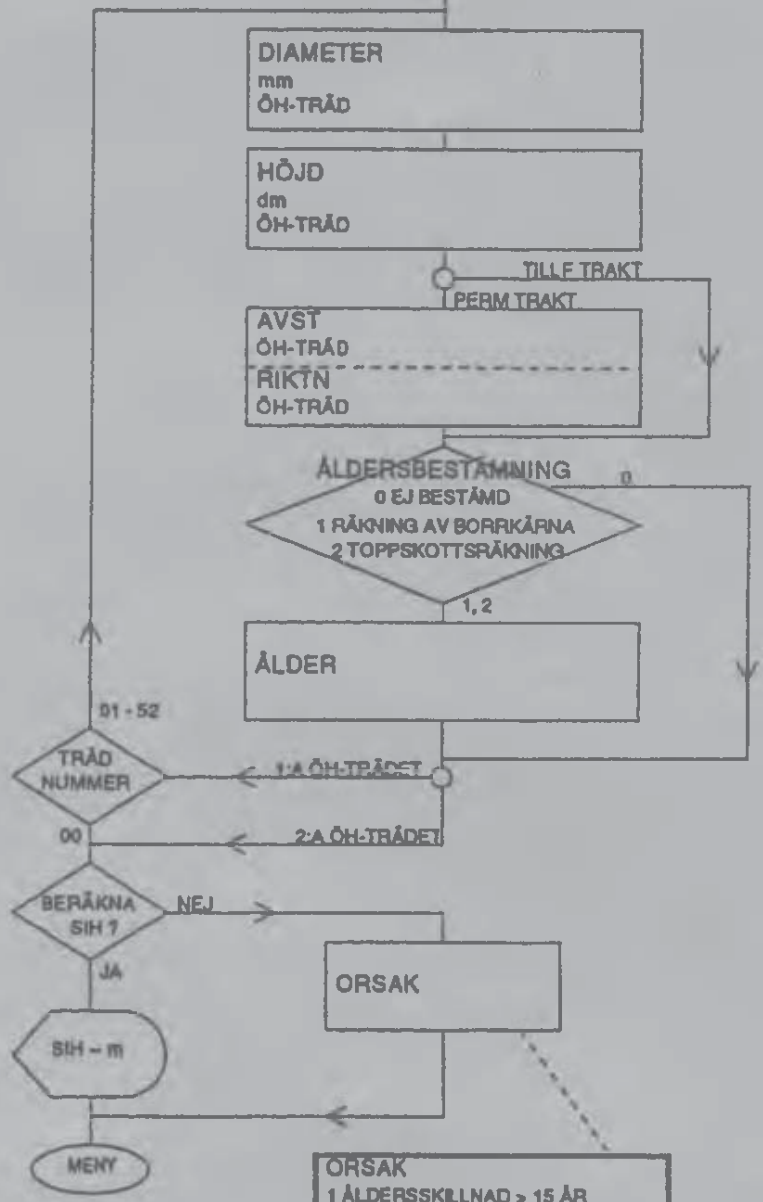 DIAMETER
mm
ÖH-TRÄD
HÖJD
dm
ÖH-TRÄD
TILLF TRAKT
PERM TRAKT
AVST
ÖH-TRÄD
RIKTN
ÖH-TRÄD
ÅLDERSBESTÄMNING
0
0 EJ BESTÄMD
1 RÄKNING AV BORRKÄRNA
2 TOPPSKOTTSRÄKNING
1, 2
ÅLDER
01 - 52
TRÄD
NUMMER
1:A ÖH-TRÄDET
00
2:A ÖH-TRÄDET
BERÄKNA
SIH ?
NEJ
JA
ORSAK
SIH – m
MENY
ORSAK
1 ÅLDERSSKILLNAD > 15 ÅR